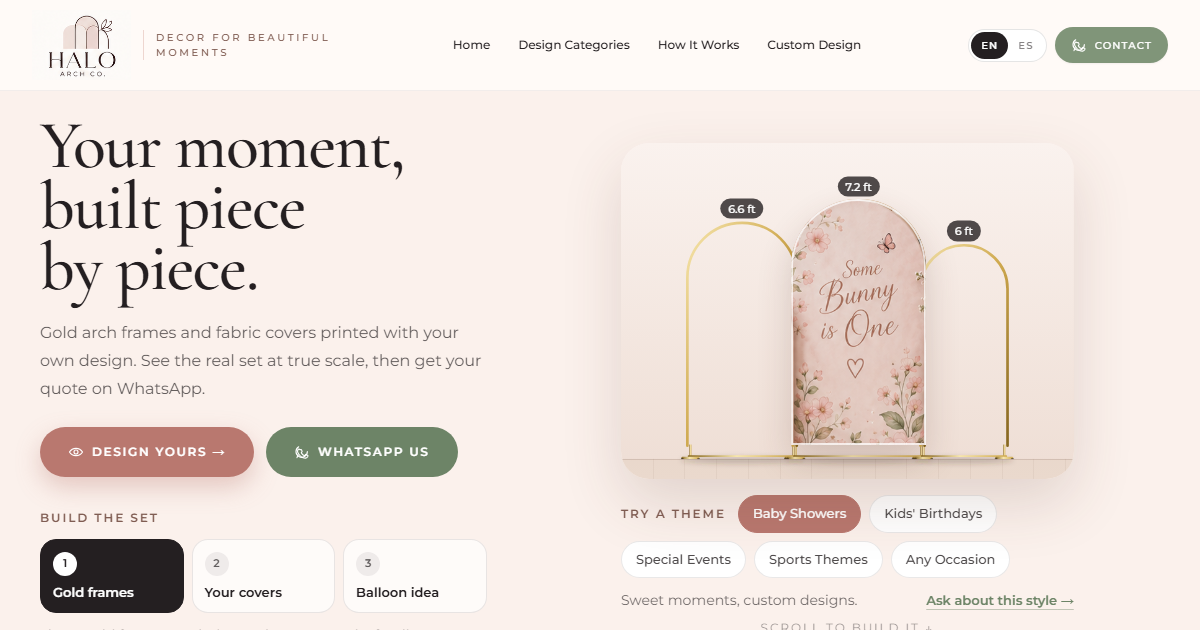 HALO
ARCH CO.
DECOR FOR BEAUTIFUL
MOMENTS
Home
Design Categories
How It Works
Custom Design
EN
ES
CONTACT
Your moment,
built piece
by piece.
Gold arch frames and fabric covers printed with your
own design. See the real set at true scale, then get your
quote on WhatsApp.
DESIGN YOURS →
WHATSAPP US
BUILD THE SET
1
Gold frames
2
Your covers
3
Balloon idea
6.6 ft
7.2 ft
6 ft
Some
Bunny
is One
TRY A THEME
Baby Showers
Kids' Birthdays
Special Events
Sports Themes
Any Occasion
Sweet moments, custom designs.
Ask about this style →
SCROLL TO BUILD IT